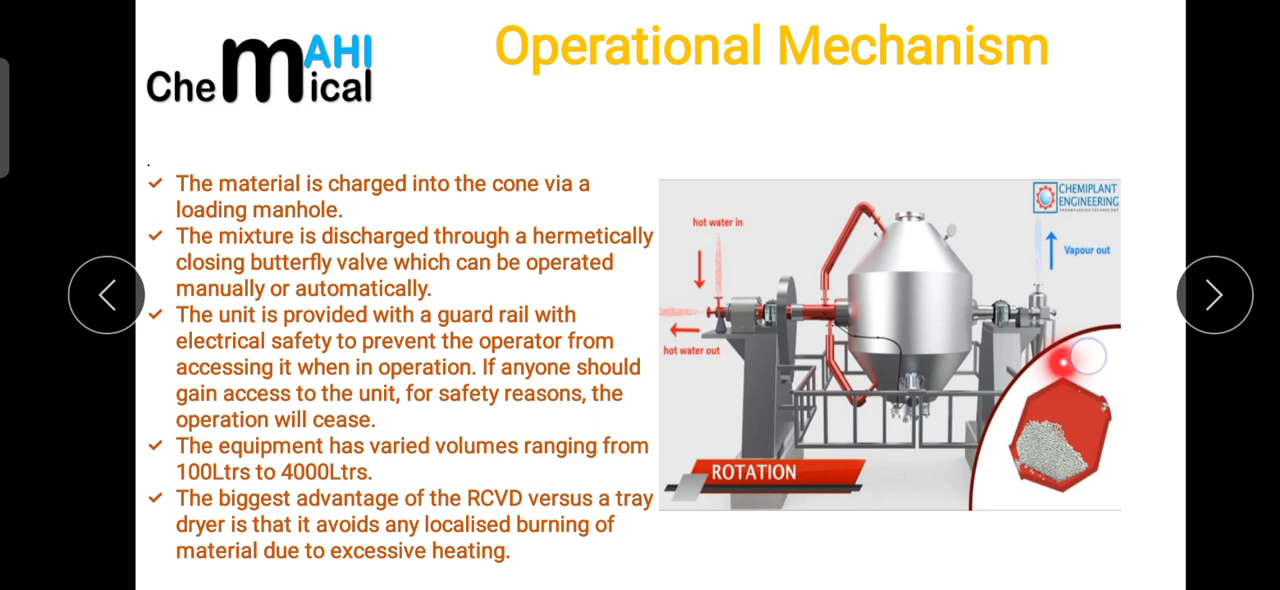 Operational Mechanism
CheMAHImical
.
The material is charged into the cone via a
loading manhole.
The mixture is discharged through a hermetically
closing butterfly valve which can be operated
manually or automatically.
The unit is provided with a guard rail with
electrical safety to prevent the operator from
accessing it when in operation. If anyone should
gain access to the unit, for safety reasons, the
operation will cease.
The equipment has varied volumes ranging from
100Ltrs to 4000Ltrs.
The biggest advantage of the RCVD versus a tray
dryer is that it avoids any localised burning of
material due to excessive heating.
CHEMIPLANT
ENGINEERING
hot water in
Vapour out
hot water out
ROTATION